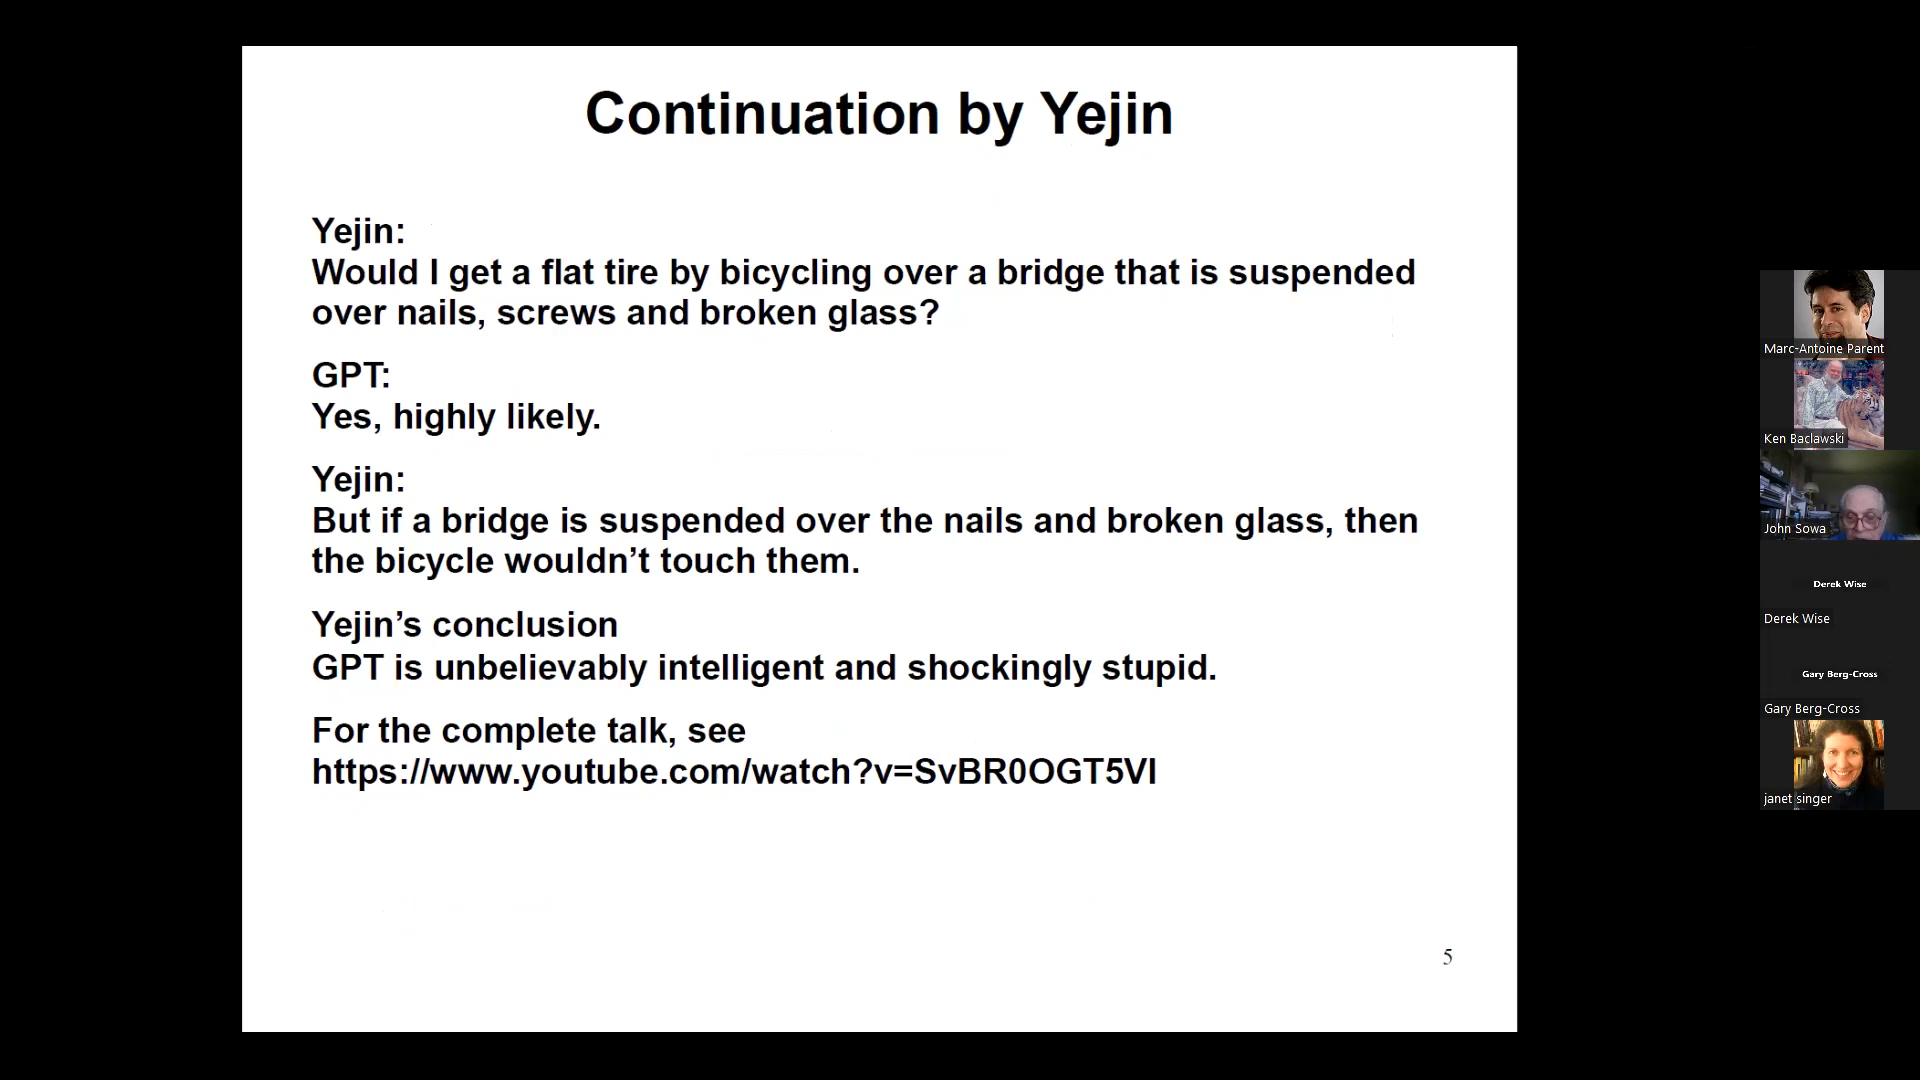 Continuation by Yejin
Yejin:
Would I get a flat tire by bicycling over a bridge that is suspended
over nails, screws and broken glass?
GPT:
Yes, highly likely.
Yejin:
But if a bridge is suspended over the nails and broken glass, then
the bicycle wouldn’t touch them.
Yejin’s conclusion
GPT is unbelievably intelligent and shockingly stupid.
For the complete talk, see
https://www.youtube.com/watch?v=SvBR0OGT5VI
5
Marc-Antoine Parent
Ken Baclawski
John Sowa
Derek Wise
Derek Wise
Gary Berg-Cross
Gary Berg-Cross
janet singer